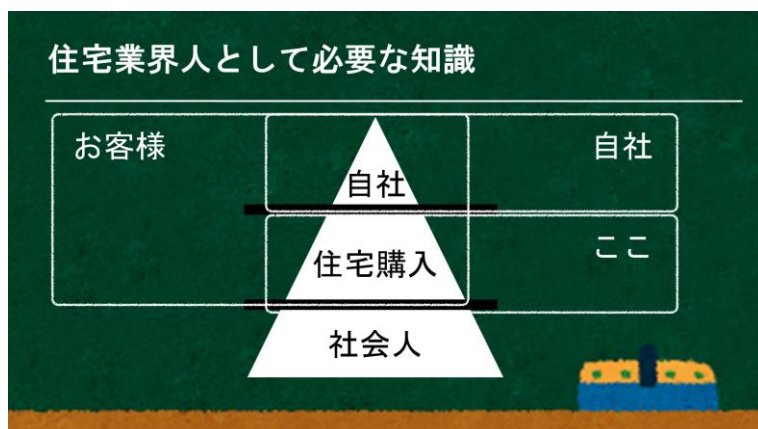 住宅業界人として必要な知識
お客様
自社
自社
住宅購入
ここ
社会人